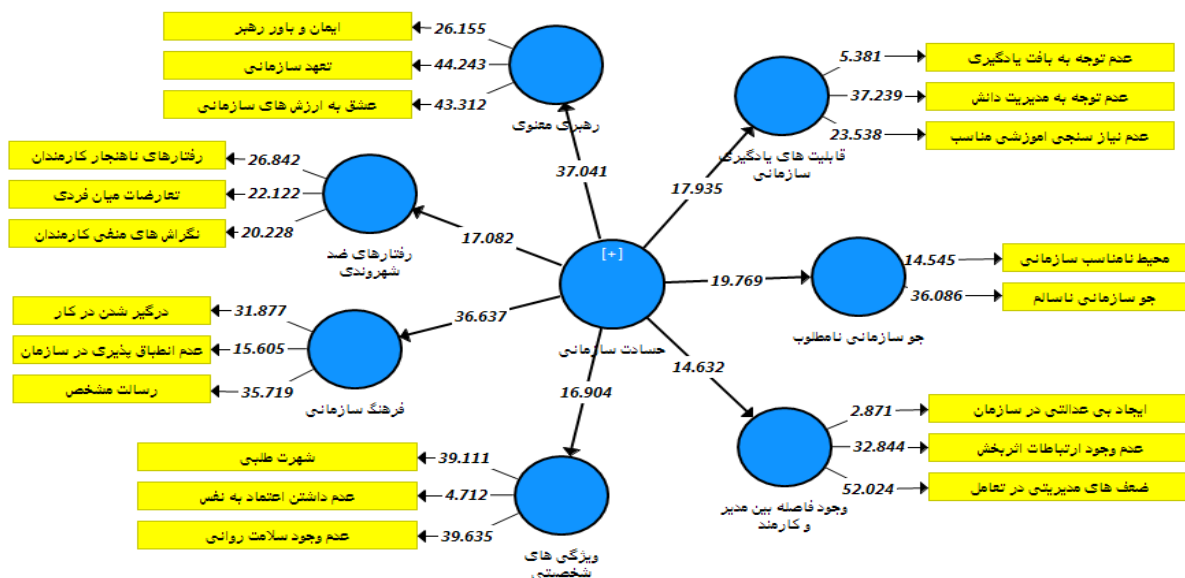 ایمان و باور رهبر
26.155
تعهد سازمانی
44.243
عشق به ارزش های سازمانی
43.312
رهبری معنوی
37.041
عدم توجه به بافت یادگیری
5.381
عدم توجه به مدیریت دانش
37.239
عدم نیاز سنجی اموزشی مناسب
23.538
قابلیت های یادگیری
سازمانی
17.935
رفتارهای ناهنجار کارمندان
26.842
تعارضات میان فردی
22.122
نگراش های منفی کارمندان
20.228
رفتارهای ضد
شهروندی
17.082
[+]
حسادت سازمانی
محیط نامناسب سازمانی
14.545
جو سازمانی ناسالم
36.086
جو سازمانی نامطلوب
19.769
درگیر شدن در کار
31.877
عدم انطباق پذیری در سازمان
15.605
رسالت مشخص
35.719
فرهنگ سازمانی
36.637
ایجاد بی عدالتی در سازمان
2.871
عدم وجود ارتباطات اثربخش
32.844
ضعف های مدیریتی در تعامل
52.024
وجود فاصله بین مدیر
و کارمند
14.632
شهرت طلبی
39.111
عدم داشتن اعتماد به نفس
4.712
عدم وجود سلامت روانی
39.635
ویژگی های
شخصیتی
16.904